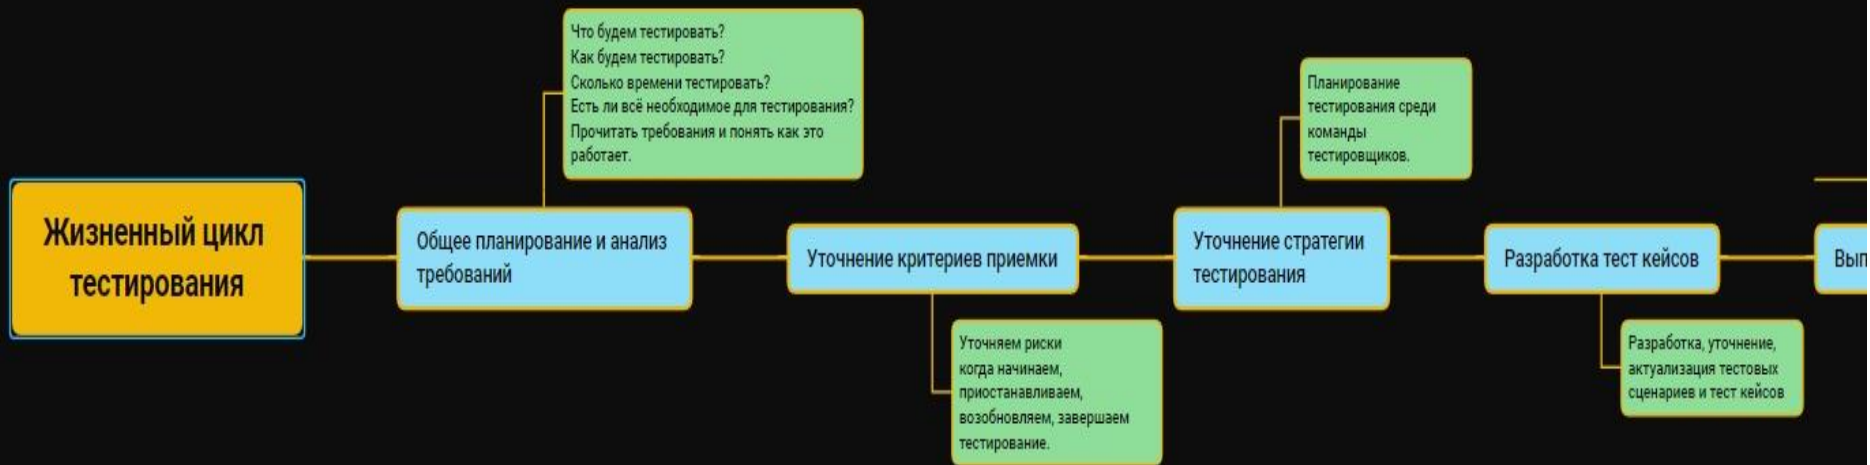 Жизненный цикл
тестирования
Что будем тестировать?
Как будем тестировать?
Сколько времени тестировать?
Есть ли всё необходимое для тестирования?
Прочитать требования и понять как это
работает.
Общее планирование и анализ
требований
Уточнение критериев приемки
Уточняем риски
когда начинаем,
приостанавливаем,
возобновляем, завершаем
тестирование.
Планирование
тестирования среди
команды
тестировщиков.
Уточнение стратегии
тестирования
Разработка тест кейсов
Разработка, уточнение,
актуализация тестовых
сценариев и тест кейсов